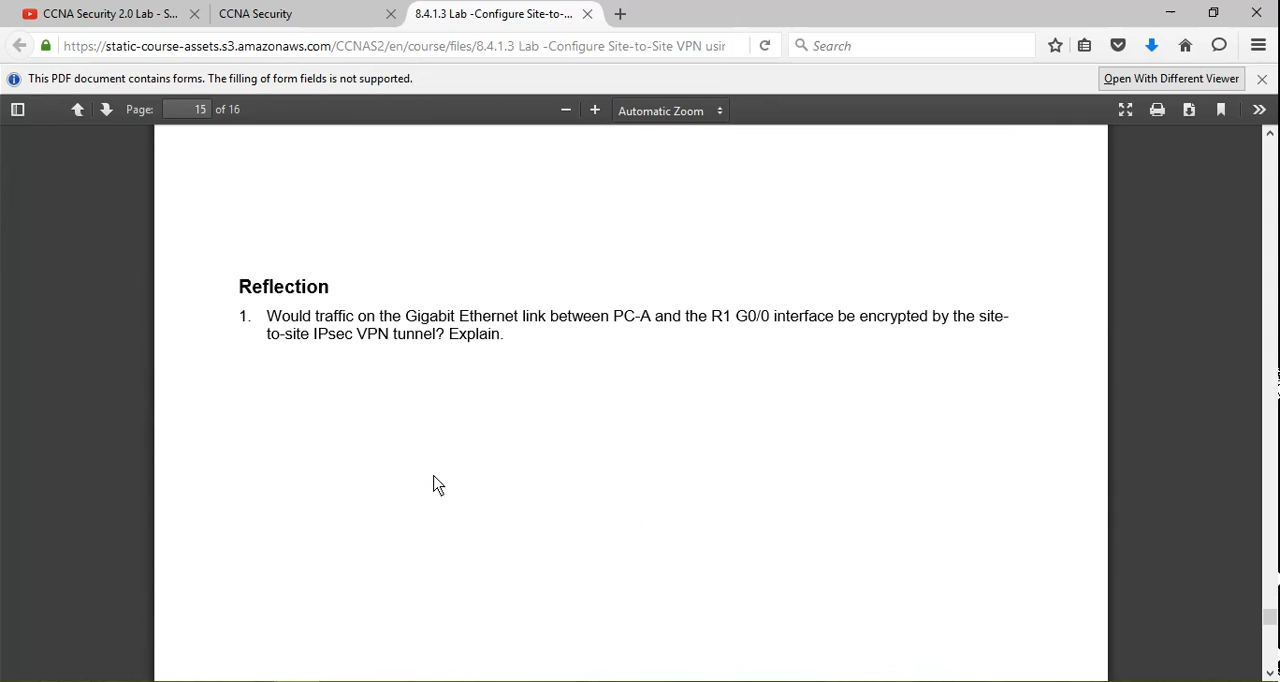 CCNA Security 2.0 Lab - S...
CCNA Security
8.4.1.3 Lab -Configure Site-to-...
https://static-course-assets.s3.amazonaws.com/CCNAS2/en/course/files/8.4.1.3 Lab -Configure Site-to-Site VPN usin
Search
This PDF document contains forms. The filling of form fields is not supported.
Open With Different Viewer
Page: 15 of 16
Automatic Zoom
Reflection
1. Would traffic on the Gigabit Ethernet link between PC-A and the R1 G0/0 interface be encrypted by the site-
to-site IPsec VPN tunnel? Explain.